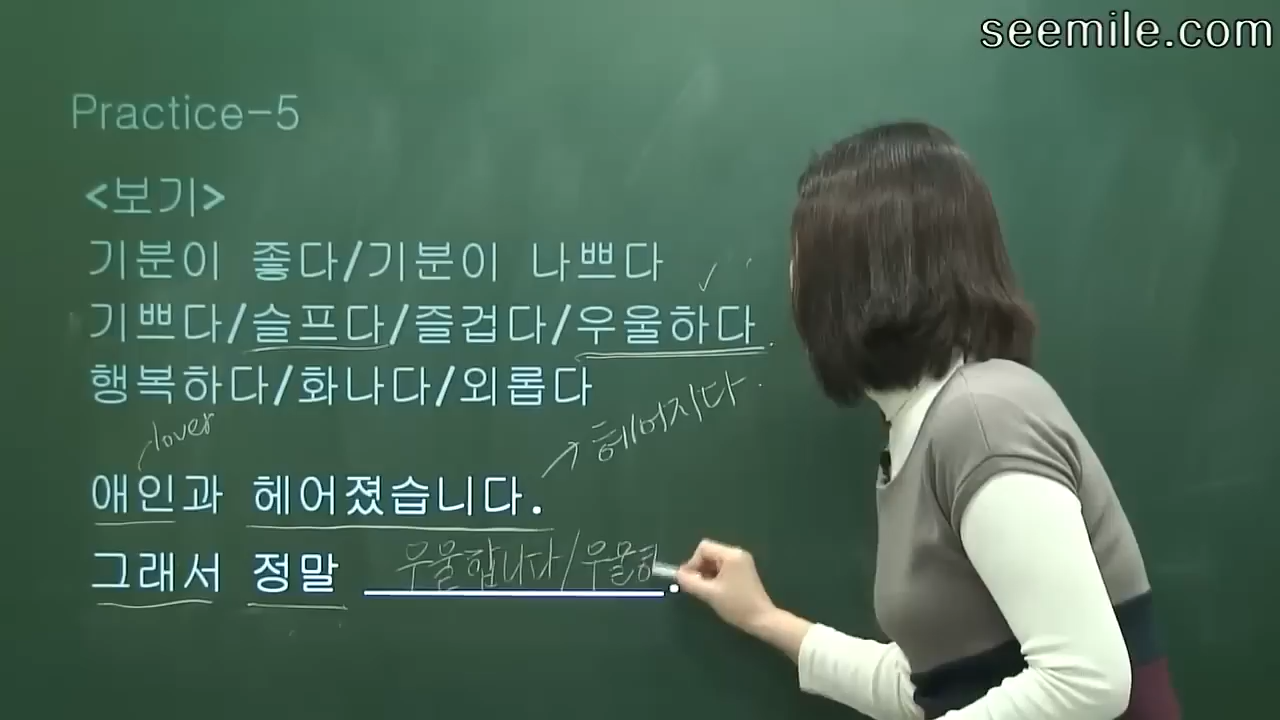 seemile.com
Practice-5
<보기>
기분이 좋다/기분이 나쁘다
기쁘다/슬프다/즐겁다/우울하다
행복하다/화나다/외롭다
lover
헤어지다.
애인과 헤어졌습니다.
우울합니다/우울하
그래서 정말 .